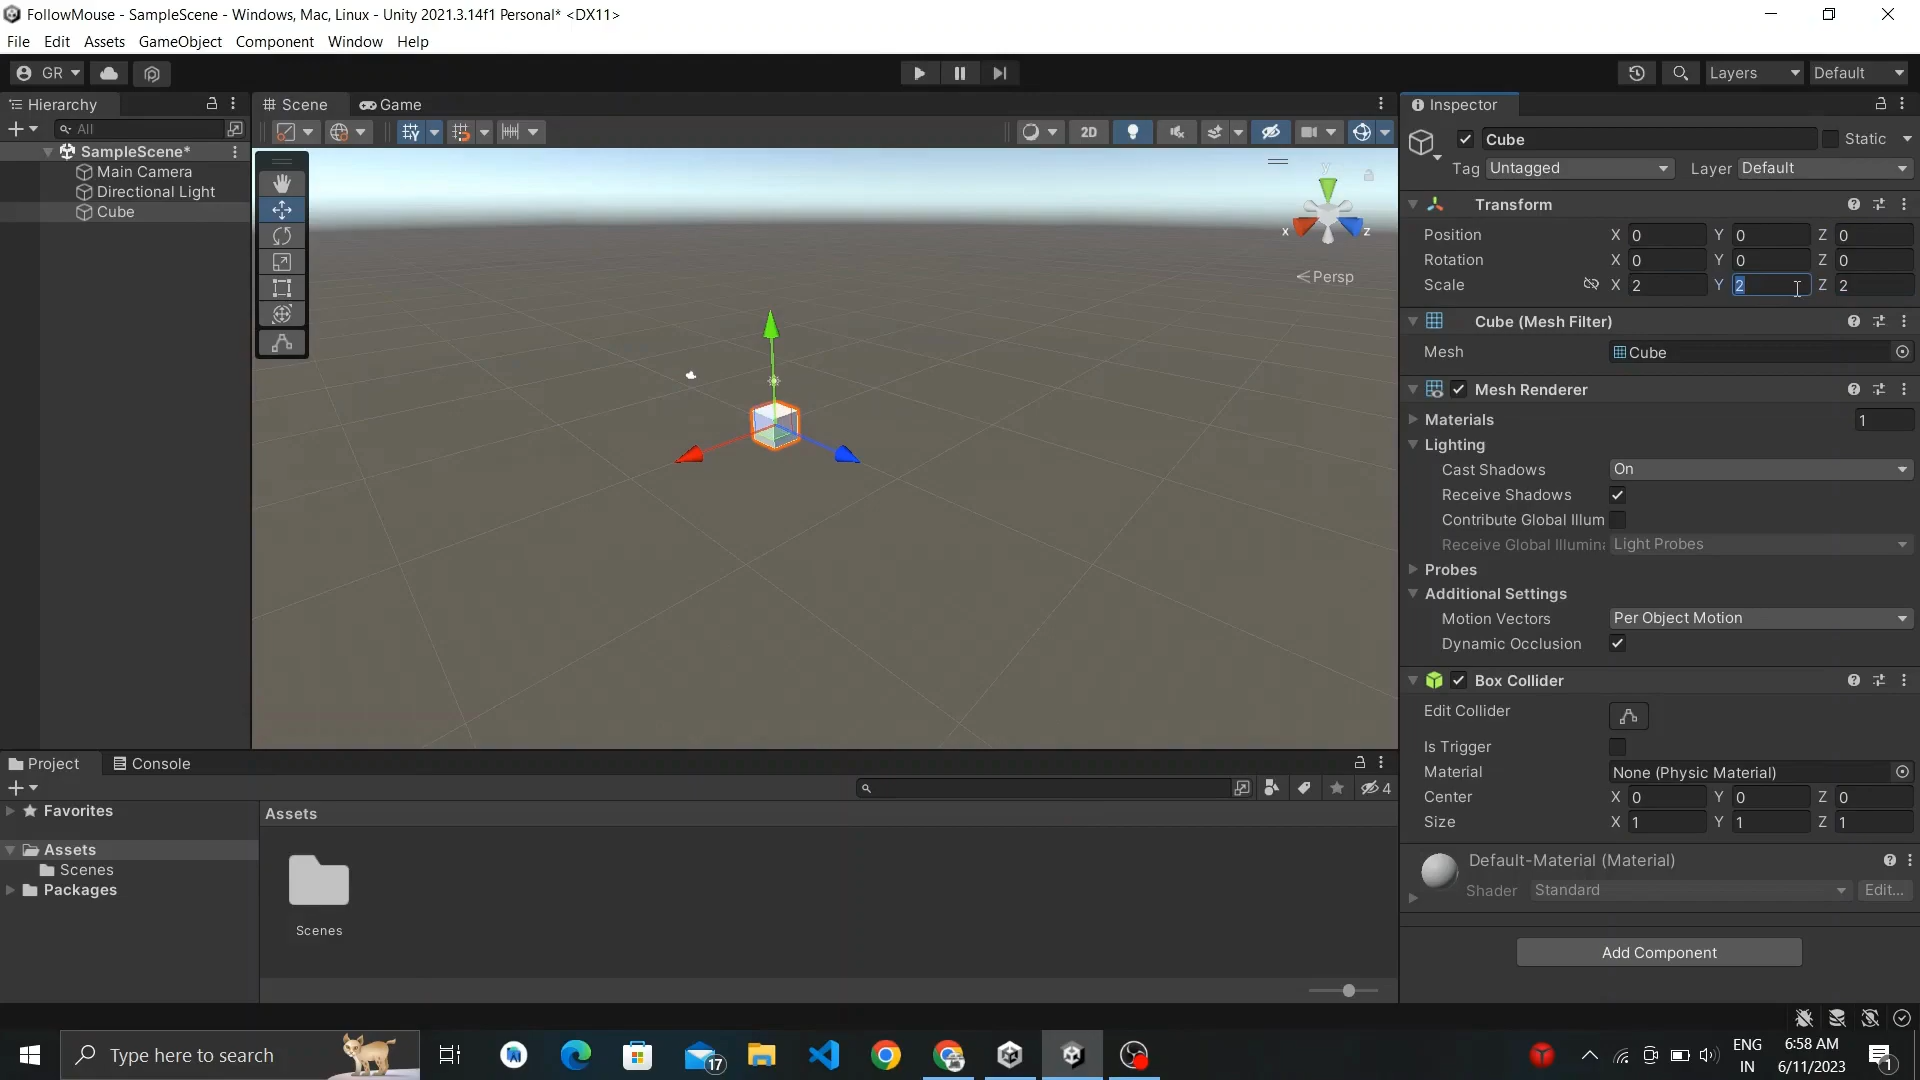 FollowMouse - SampleScene - Windows, Mac, Linux - Unity 2021.3.14f1 Personal* <DX11>
File Edit Assets GameObject Component Window Help
GR
Layers Default
Hierarchy
All
SampleScene*
Main Camera
Directional Light
Cube
Scene Game
2D
y
x
z
Persp
Inspector
Cube Static
Tag Untagged Layer Default
Transform
Position X 0 Y 0 Z 0
Rotation X 0 Y 0 Z 0
Scale X 2 Y 2 Z 2
Cube (Mesh Filter)
Mesh Cube
Mesh Renderer
Materials 1
Lighting
Cast Shadows On
Receive Shadows
Contribute Global Illum
Receive Global Illumina Light Probes
Probes
Additional Settings
Motion Vectors Per Object Motion
Dynamic Occlusion
Box Collider
Edit Collider
Is Trigger
Material None (Physic Material)
Center X 0 Y 0 Z 0
Size X 1 Y 1 Z 1
Default-Material (Material)
Shader Standard Edit...
Add Component
Project Console
4
Favorites
Assets
Scenes
Packages
Assets
Scenes
Type here to search
17
ENG
IN
6:58 AM
6/11/2023
1